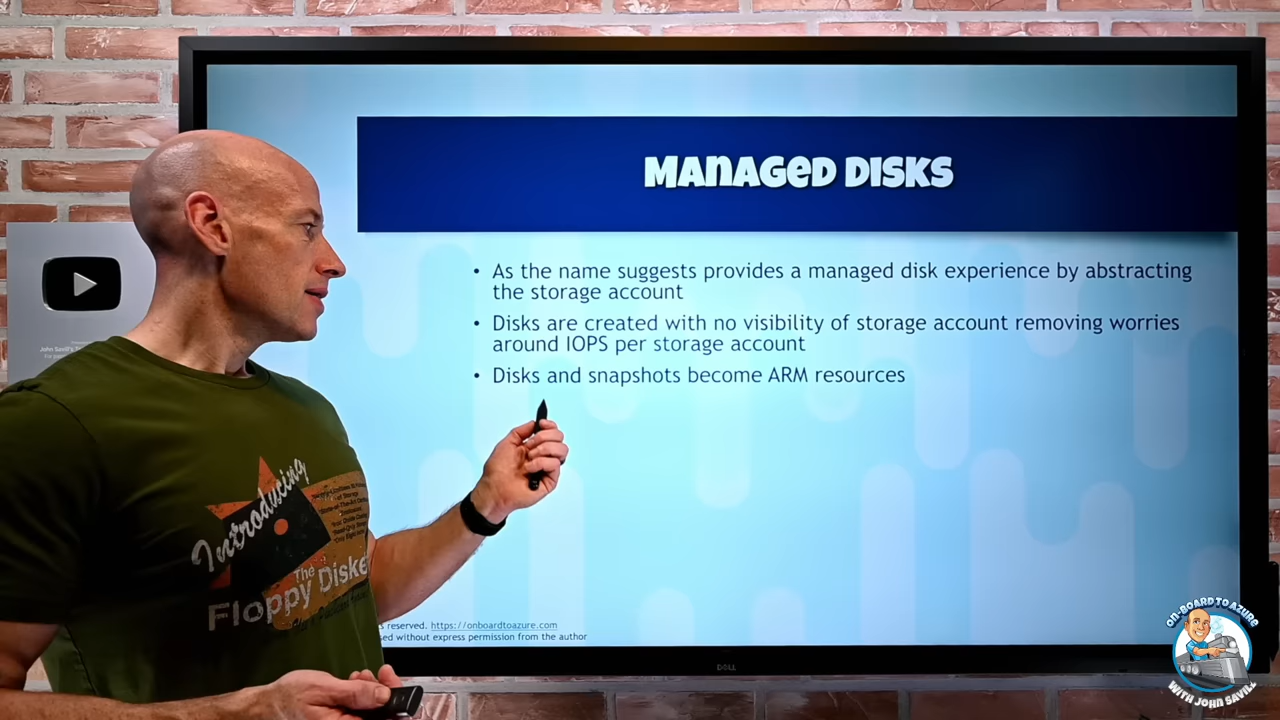 MANAGED DISKS
• As the name suggests provides a managed disk experience by abstracting
the storage account
• Disks are created with no visibility of storage account removing worries
around IOPS per storage account
• Disks and snapshots become ARM resources
John Savill's
Introducing
The
Floppy Diske
s reserved. https://onboardtoazure.com
sed without express permission from the author
DELL
ON-BOARD TO AZURE
WITH JOHN SAVILL